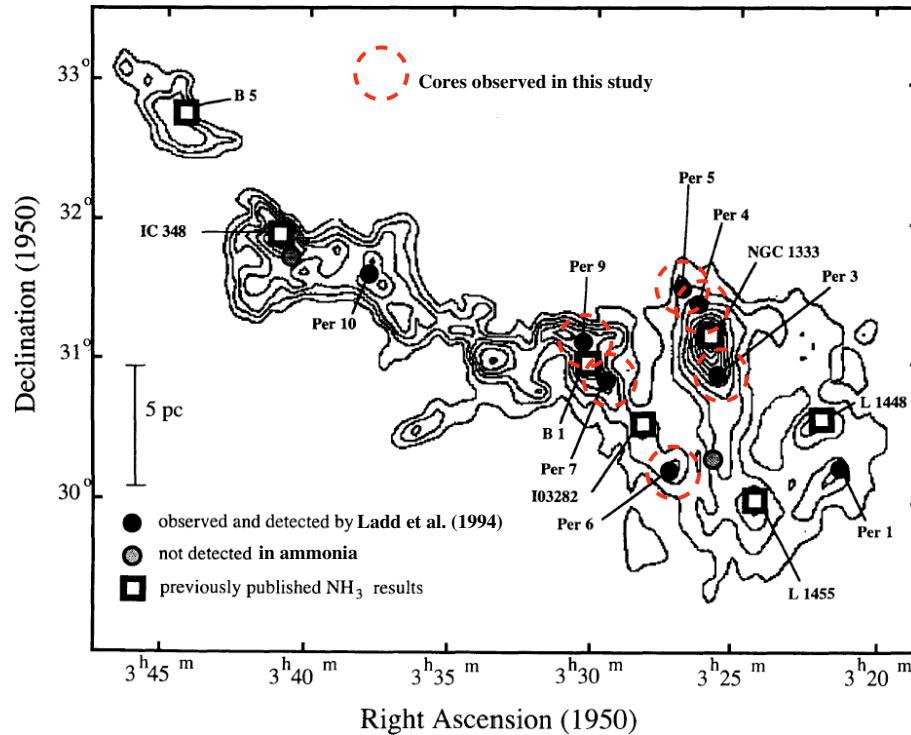 33°
Cores observed in this study
B 5
Per 5
32°
Per 4
IC 348
NGC 1333
Per 9
Per 3
Per 10
31°
5 pc
L 1448
B 1
Per 7
I03282
30°
Per 6
Per 1
L 1455
observed and detected by Ladd et al. (1994)
not detected in ammonia
previously published NH3 results
Declination (1950)
3h45m
3h40m
3h35m
3h30m
3h25m
3h20m
Right Ascension (1950)